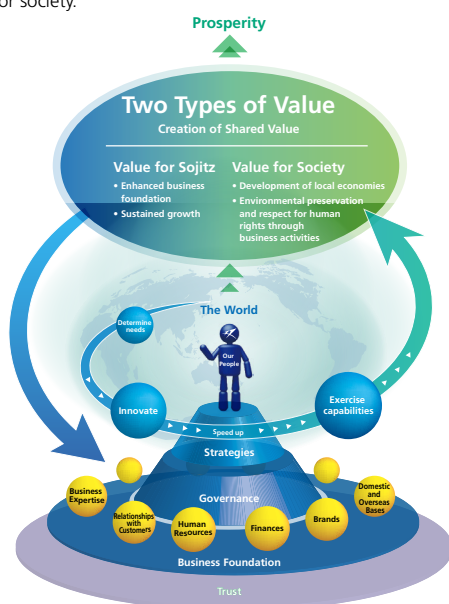 or society.
Prosperity
Two Types of Value
Creation of Shared Value
Value for Sojitz
• Enhanced business
foundation
• Sustained growth
Value for Society
• Development of local economies
• Environmental preservation
and respect for human
rights through
business activities
The World
Determine
needs
Our
People
Innovate
Exercise
capabilities
Speed up
Strategies
Governance
Business
Expertise
Relationships
with
Customers
Human
Resources
Finances
Brands
Domestic
and
Overseas
Bases
Business Foundation
Trust